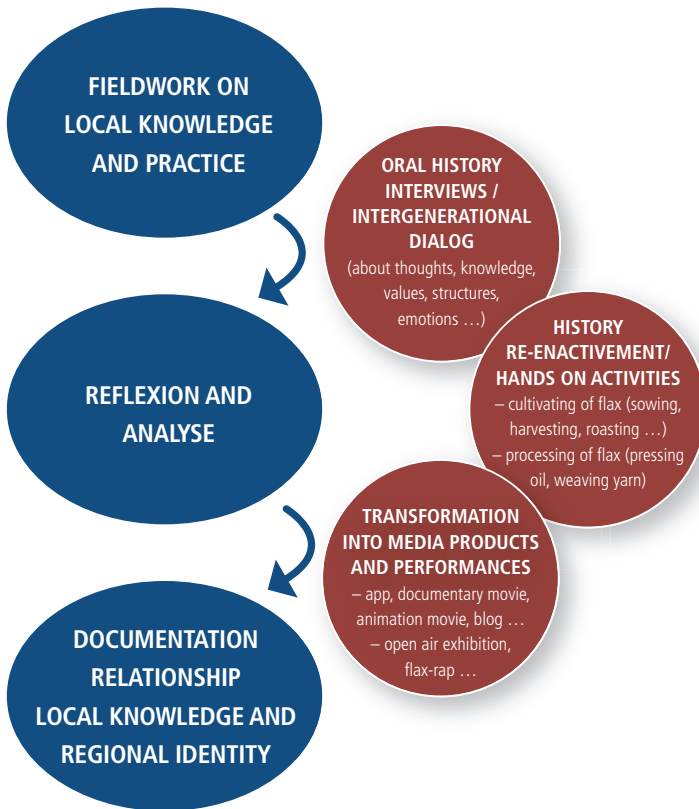 FIELDWORK ON
LOCAL KNOWLEDGE
AND PRACTICE
ORAL HISTORY
INTERVIEWS /
INTERGENERATIONAL
DIALOG
(about thoughts, knowledge,
values, structures,
emotions …)
HISTORY
RE-ENACTIVEMENT/
HANDS ON ACTIVITIES
– cultivating of flax (sowing,
harvesting, roasting …)
– processing of flax (pressing
oil, weaving yarn)
REFLEXION AND
ANALYSE
TRANSFORMATION
INTO MEDIA PRODUCTS
AND PERFORMANCES
– app, documentary movie,
animation movie, blog …
– open air exhibition,
flax-rap …
DOCUMENTATION
RELATIONSHIP
LOCAL KNOWLEDGE AND
REGIONAL IDENTITY